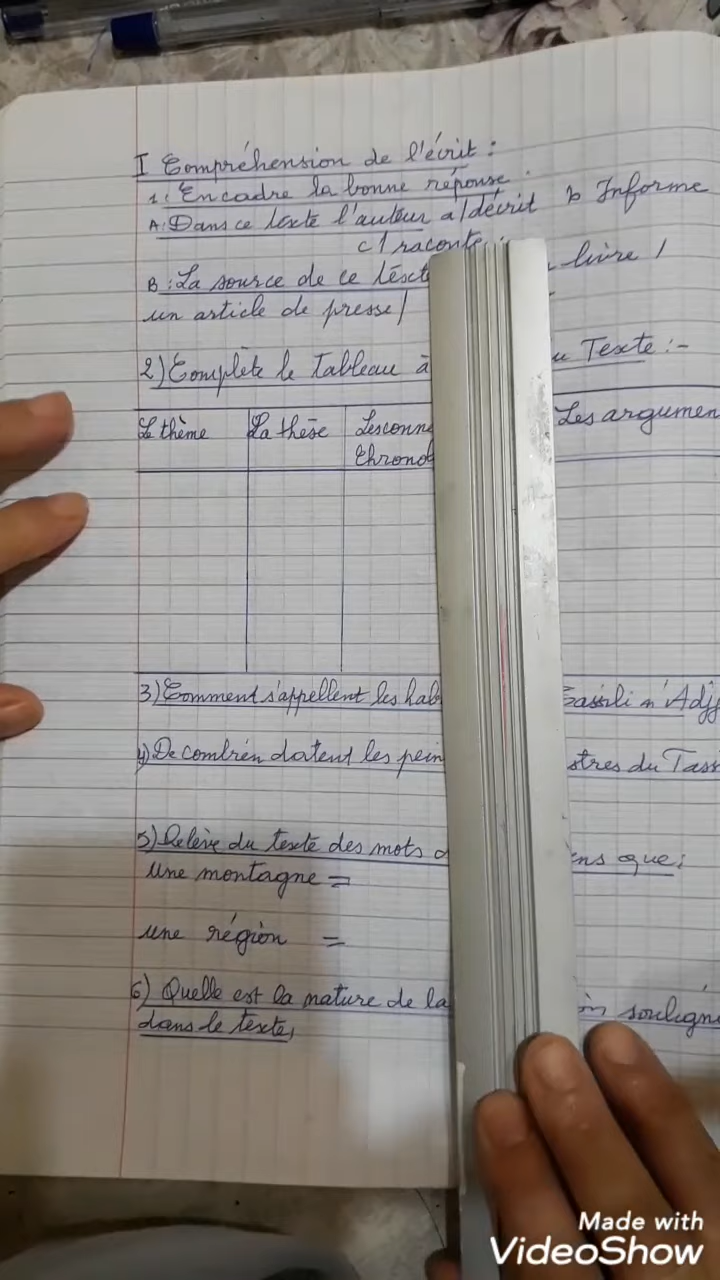 I Compréhension de l'écrit :
1: Encadre la bonne réponse.
A: Dans ce texte l'auteur a/ décrit b Informe
c/ raconte
B: La source de ce texte livre /
un article de presse /
2) Complète le tableau à Texte :-
Le thème La thèse Les conne Les argumen
Chronol
3) Comment s'appellent les hab Tassili n'Adjj
4) De combien datent les pein stres du Tass
5) Relève du texte des mots ens que:
une montagne =
une région =
6) Quelle est la nature de la souligné
dans le texte,
Made with
VideoShow